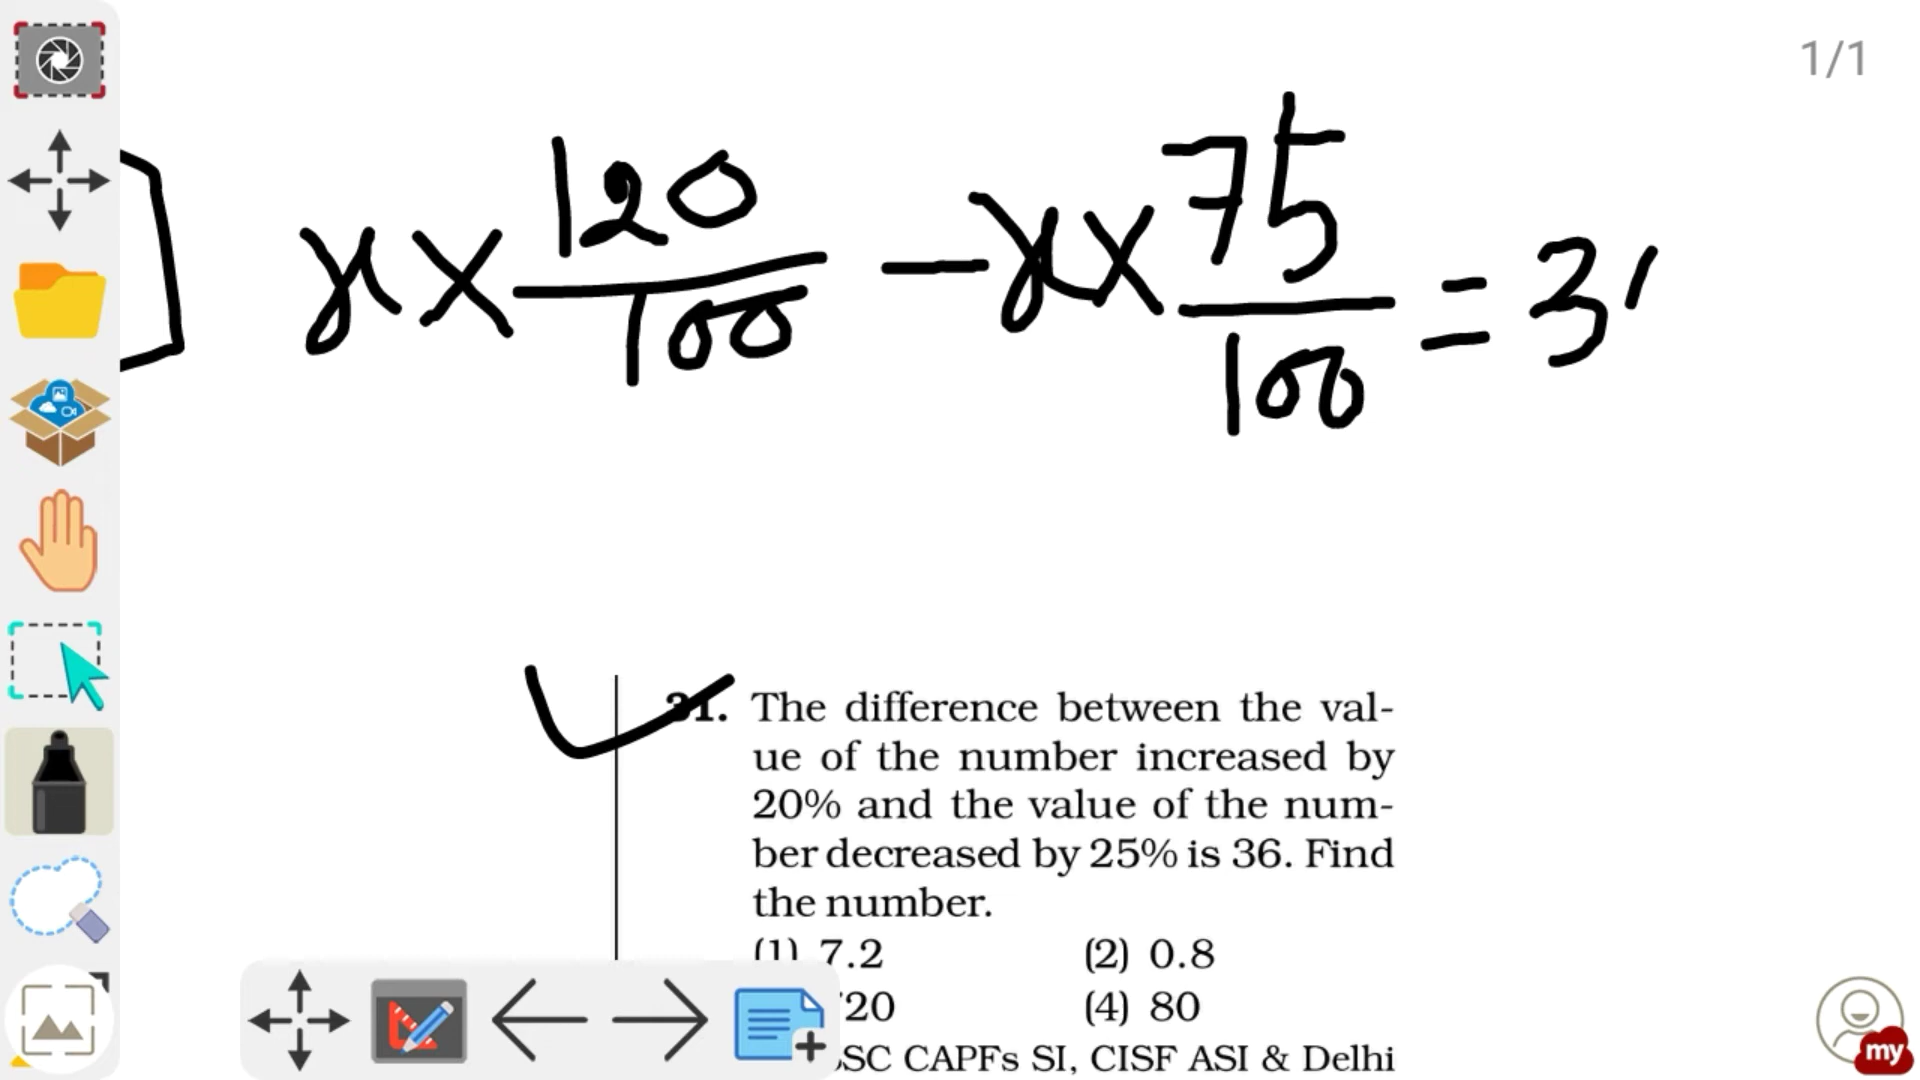 1/1
x × 120/100 - x × 75/100 = 3
31. The difference between the val-
ue of the number increased by
20% and the value of the num-
ber decreased by 25% is 36. Find
the number.
(1) 7.2 (2) 0.8
20 (4) 80
SC CAPFs SI, CISF ASI & Delhi
my